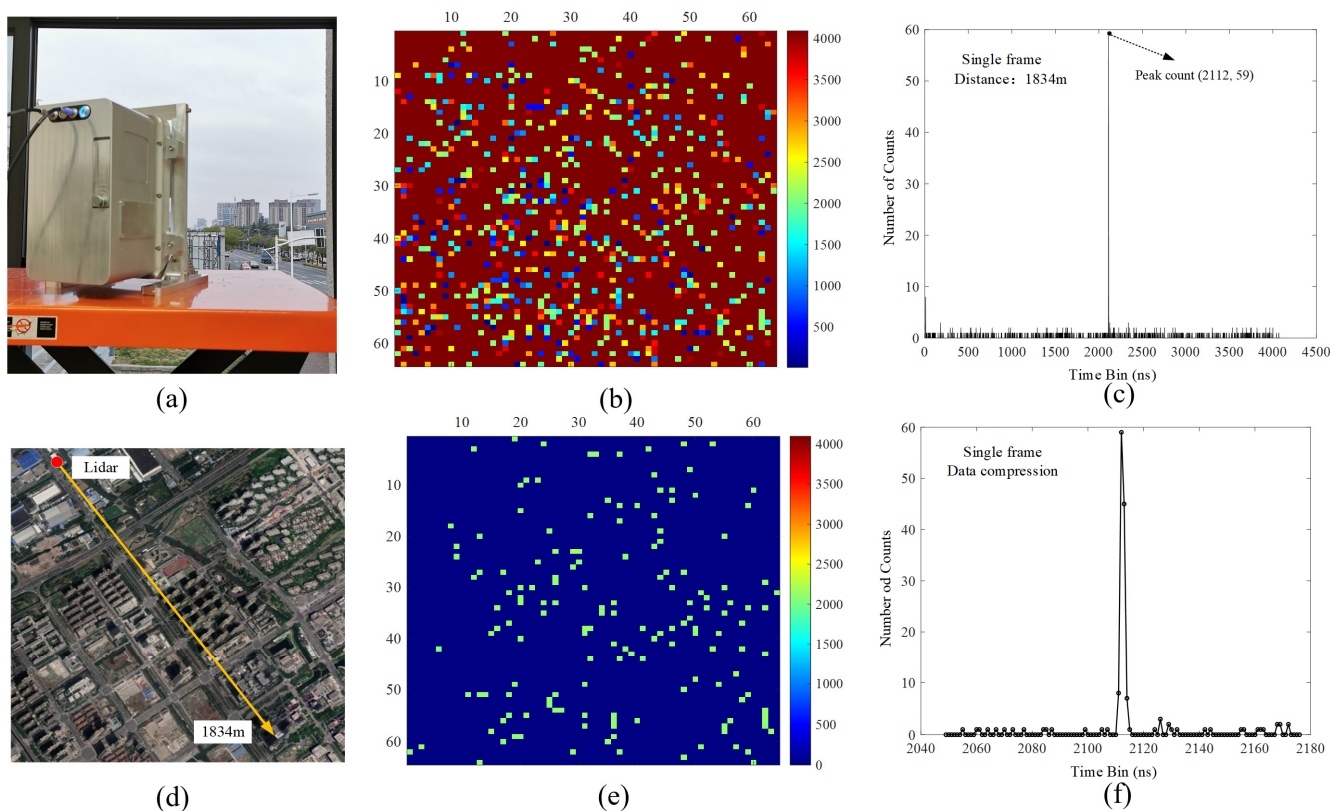 10 20 30 40 50 60
10
20
30
40
50
60
4000
3500
3000
2500
2000
1500
1000
500
(a)
(b)
Number of Counts
60
50
40
30
20
10
0
Single frame
Distance：1834m
Peak count (2112, 59)
0 500 1000 1500 2000 2500 3000 3500 4000 4500
Time Bin (ns)
(c)
Lidar
1834m
(d)
10 20 30 40 50 60
10
20
30
40
50
60
4000
3500
3000
2500
2000
1500
1000
500
0
(e)
Number od Counts
60
50
40
30
20
10
0
Single frame
Data compression
2040 2060 2080 2100 2120 2140 2160 2180
Time Bin (ns)
(f)